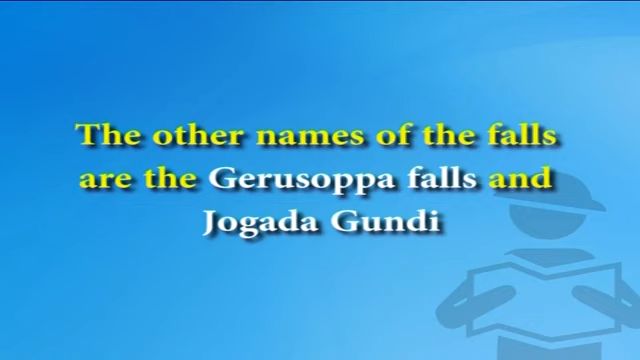 The other names of the falls
are the Gerusoppa falls and
Jogada Gundi